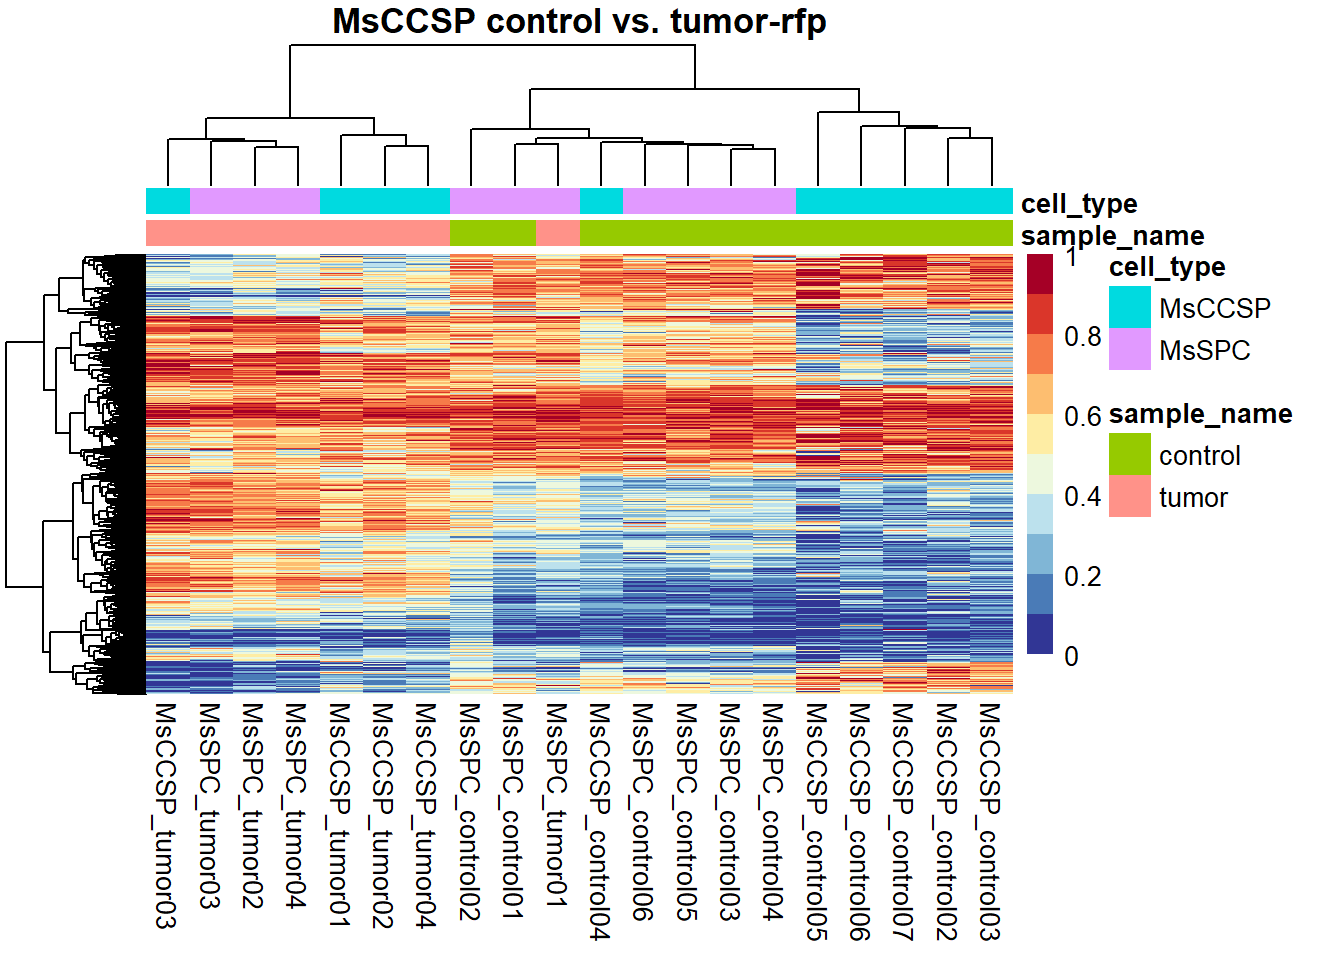 MsCCSP control vs. tumor-rfp
cell_type
sample_name
1
0.8
0.6
0.4
0.2
0
cell_type
MsCCSP
MsSPC
sample_name
control
tumor
MsCCSP_tumor03
MsSPC_tumor03
MsSPC_tumor02
MsSPC_tumor04
MsCCSP_tumor01
MsCCSP_tumor02
MsCCSP_tumor04
MsSPC_control02
MsSPC_control01
MsSPC_tumor01
MsCCSP_control04
MsSPC_control06
MsSPC_control05
MsSPC_control03
MsSPC_control04
MsCCSP_control05
MsCCSP_control06
MsCCSP_control07
MsCCSP_control02
MsCCSP_control03